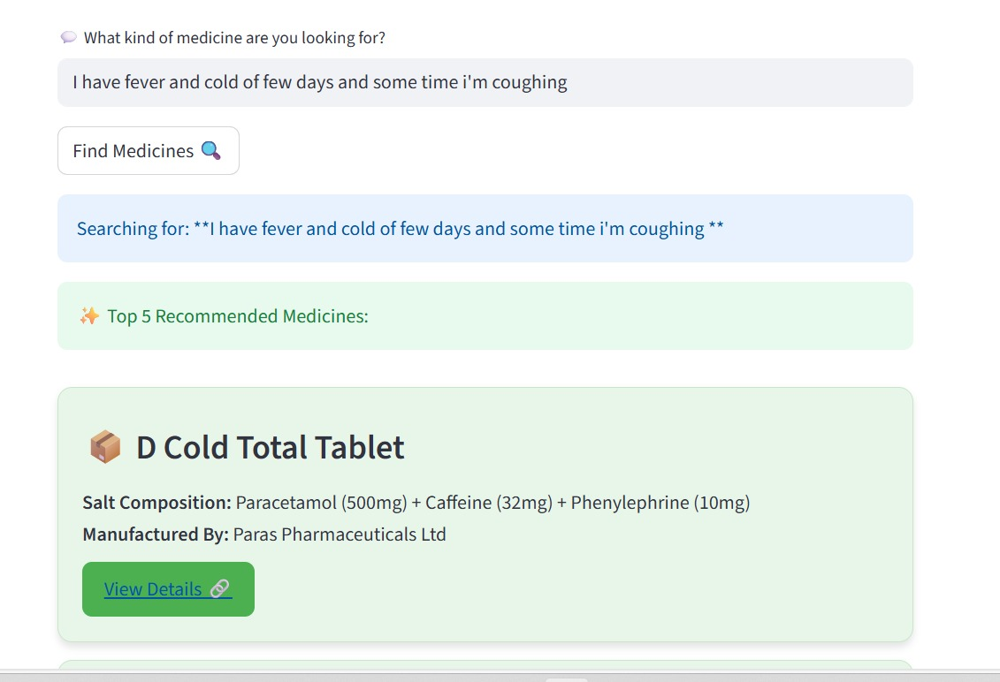 💬 What kind of medicine are you looking for?
I have fever and cold of few days and some time i'm coughing
Find Medicines 🔍
Searching for: **I have fever and cold of few days and some time i'm coughing **
✨ Top 5 Recommended Medicines:
📦 D Cold Total Tablet
Salt Composition: Paracetamol (500mg) + Caffeine (32mg) + Phenylephrine (10mg)
Manufactured By: Paras Pharmaceuticals Ltd
View Details 🔗